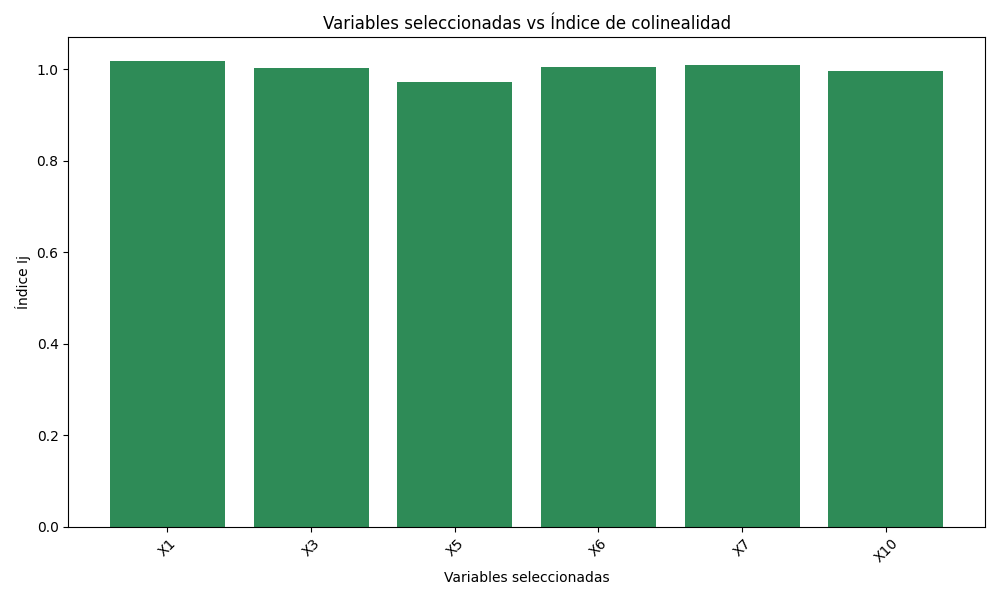 Variables seleccionadas vs Índice de colinealidad
Índice Ij
1.0
0.8
0.6
0.4
0.2
0.0
X1
X3
X5
X6
X7
X10
Variables seleccionadas